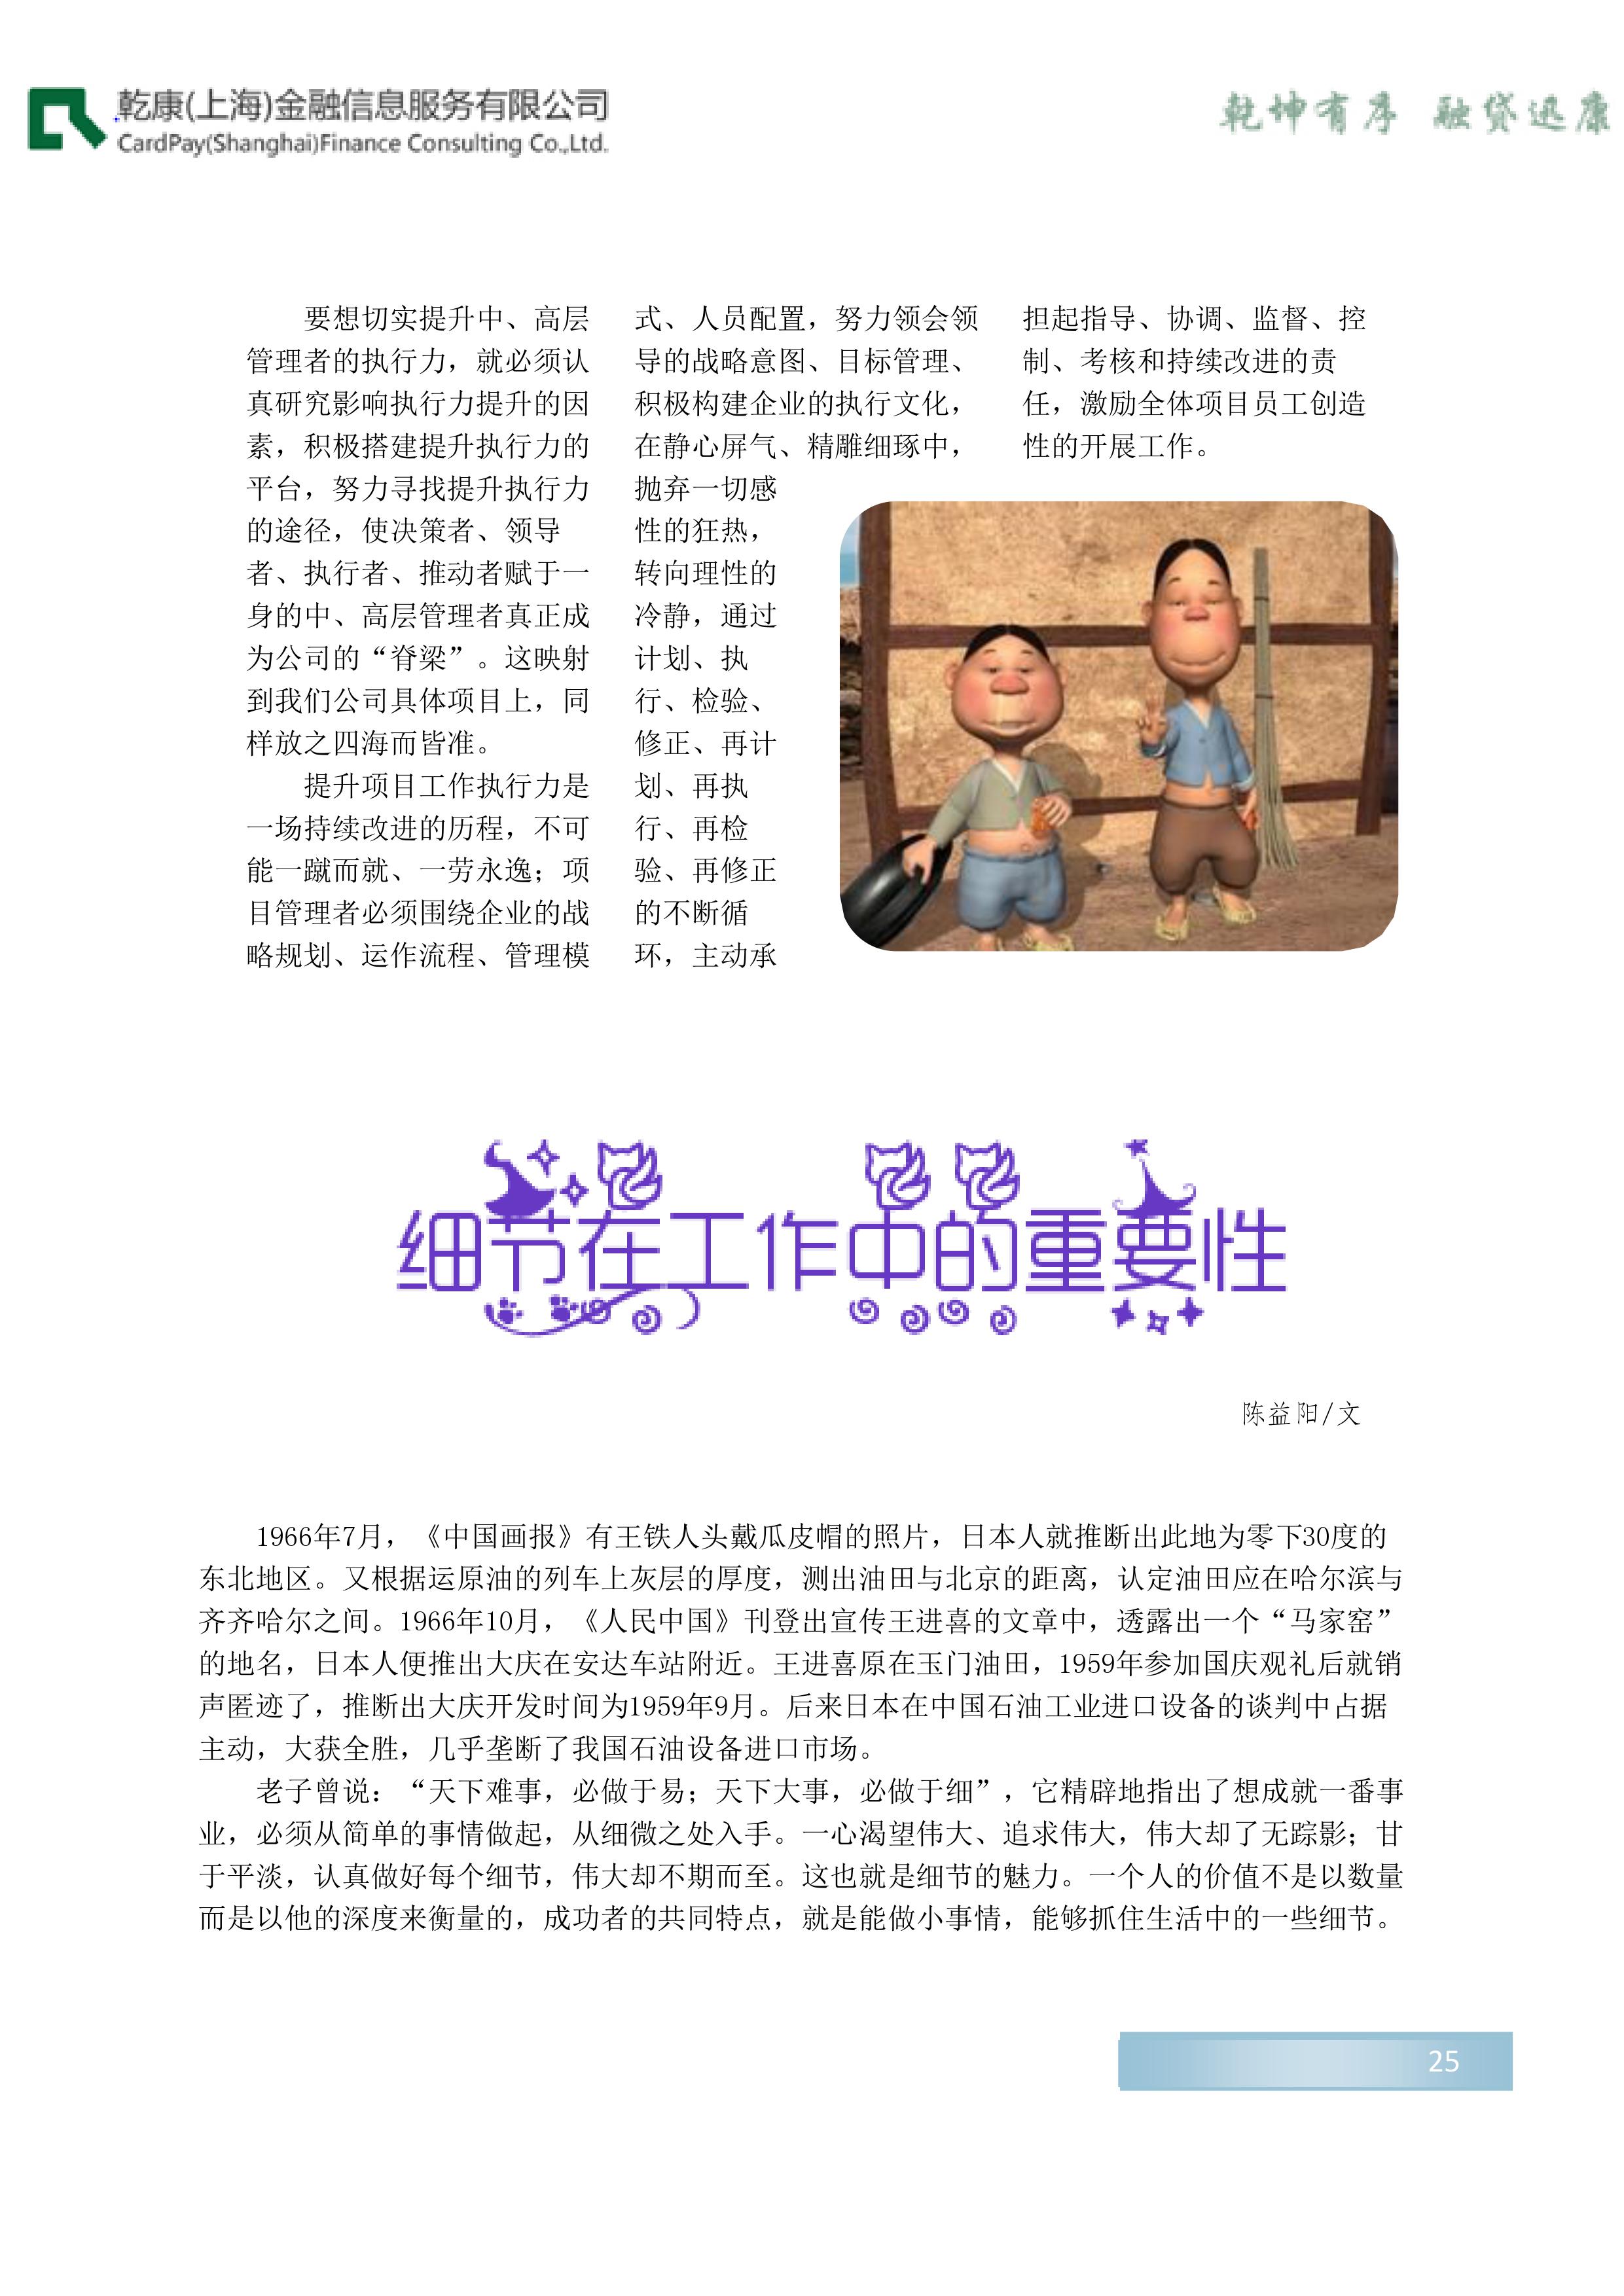 乾康(上海)金融信息服务有限公司
CardPay(Shanghai)Finance Consulting Co.,Ltd.
乾坤有序 融贷迅康
要想切实提升中、高层
管理者的执行力，就必须认
真研究影响执行力提升的因
素，积极搭建提升执行力的
平台，努力寻找提升执行力
的途径，使决策者、领导
者、执行者、推动者赋于一
身的中、高层管理者真正成
为公司的“脊梁”。这映射
到我们公司具体项目上，同
样放之四海而皆准。
提升项目工作执行力是
一场持续改进的历程，不可
能一蹴而就、一劳永逸；项
目管理者必须围绕企业的战
略规划、运作流程、管理模
式、人员配置，努力领会领
导的战略意图、目标管理、
积极构建企业的执行文化，
在静心屏气、精雕细琢中，
抛弃一切感
性的狂热，
转向理性的
冷静，通过
计划、执
行、检验、
修正、再计
划、再执
行、再检
验、再修正
的不断循
环，主动承
担起指导、协调、监督、控
制、考核和持续改进的责
任，激励全体项目员工创造
性的开展工作。
细节在工作中的重要性
陈益阳/文
1966年7月，《中国画报》有王铁人头戴瓜皮帽的照片，日本人就推断出此地为零下30度的
东北地区。又根据运原油的列车上灰层的厚度，测出油田与北京的距离，认定油田应在哈尔滨与
齐齐哈尔之间。1966年10月，《人民中国》刊登出宣传王进喜的文章中，透露出一个“马家窑”
的地名，日本人便推出大庆在安达车站附近。王进喜原在玉门油田，1959年参加国庆观礼后就销
声匿迹了，推断出大庆开发时间为1959年9月。后来日本在中国石油工业进口设备的谈判中占据
主动，大获全胜，几乎垄断了我国石油设备进口市场。
老子曾说：“天下难事，必做于易；天下大事，必做于细”，它精辟地指出了想成就一番事
业，必须从简单的事情做起，从细微之处入手。一心渴望伟大、追求伟大，伟大却了无踪影；甘
于平淡，认真做好每个细节，伟大却不期而至。这也就是细节的魅力。一个人的价值不是以数量
而是以他的深度来衡量的，成功者的共同特点，就是能做小事情，能够抓住生活中的一些细节。
25